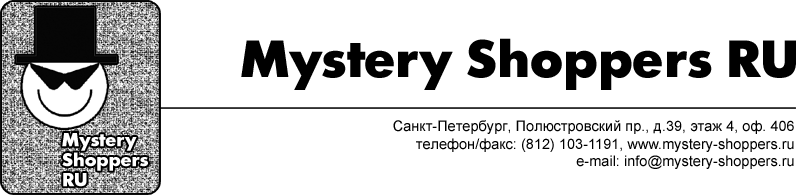 Mystery
Shoppers
RU
Mystery Shoppers RU
Санкт-Петербург, Полюстровский пр., д.39, этаж 4, оф. 406
телефон/факс: (812) 103-1191, www.mystery-shoppers.ru
e-mail: info@mystery-shoppers.ru